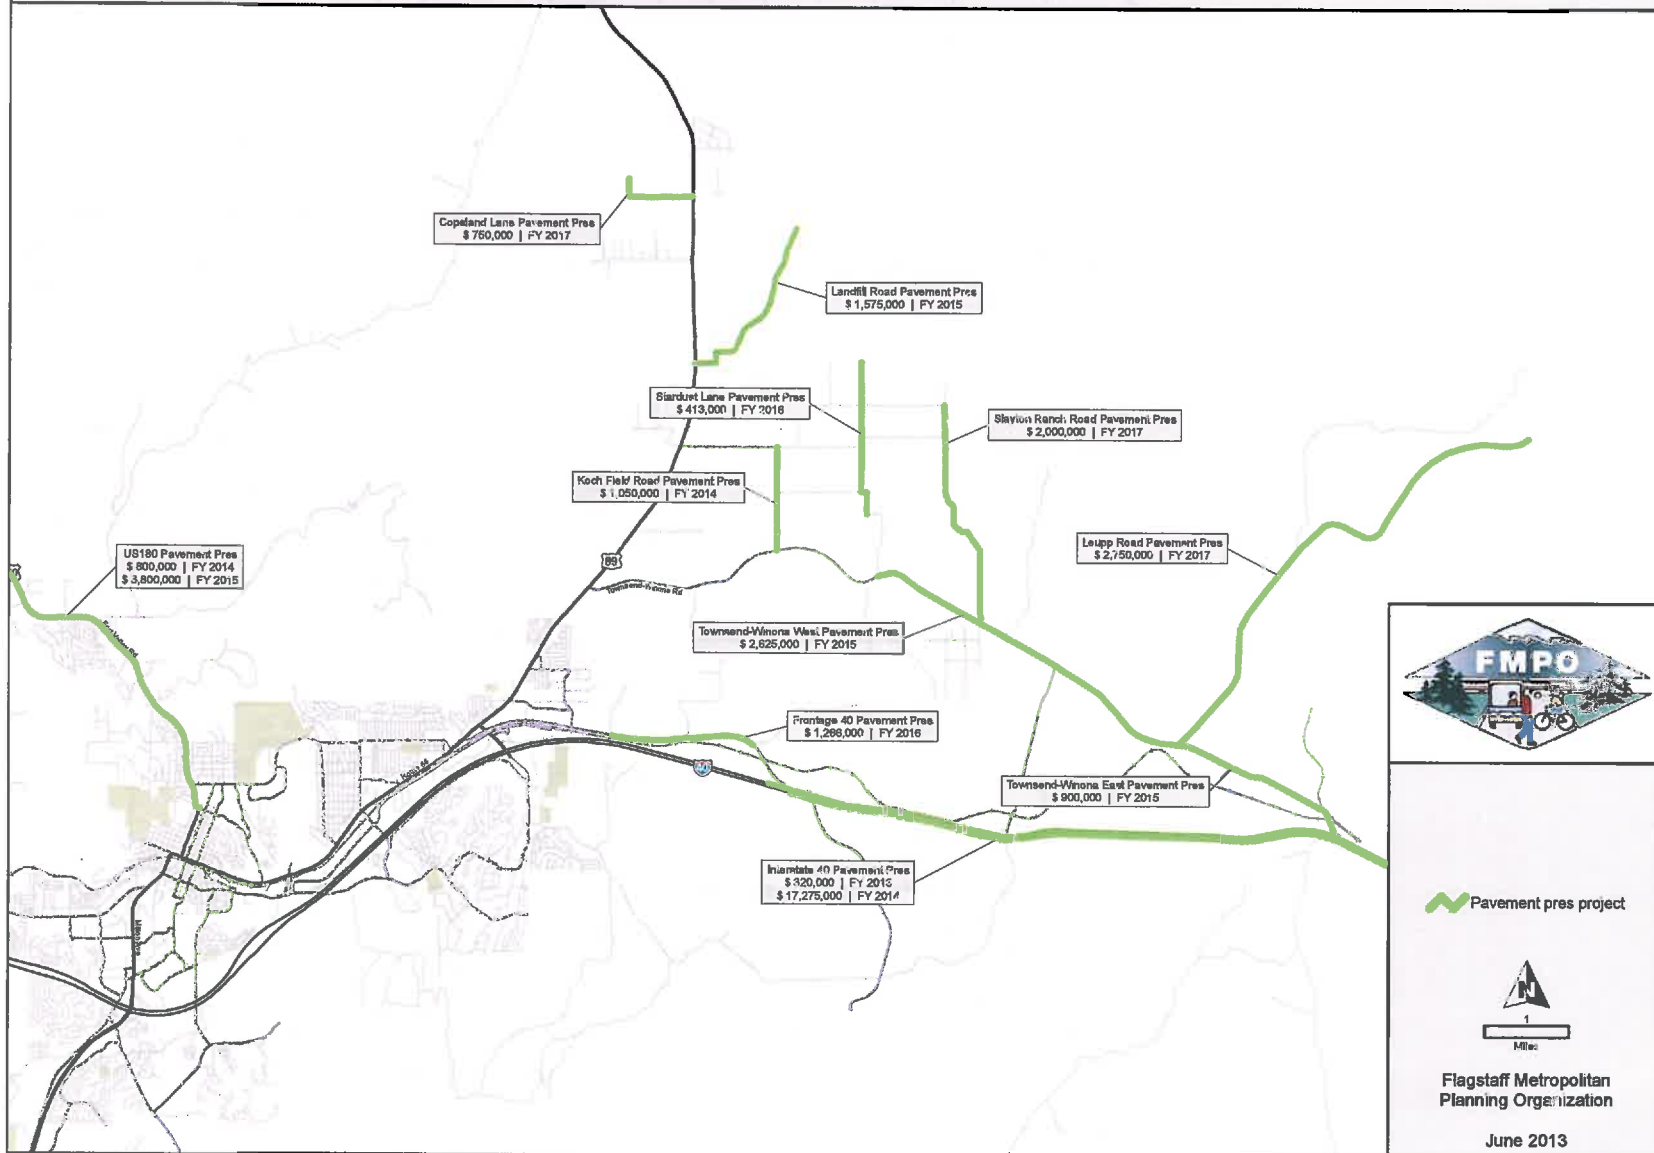 Copeland Lane Pavement Pres
$ 750,000 | FY 2017
Landfill Road Pavement Pres
$ 1,575,000 | FY 2015
Stardust Lane Pavement Pres
$ 413,000 | FY 2016
Slayton Ranch Road Pavement Pres
$ 2,000,000 | FY 2017
Koch Field Road Pavement Pres
$ 1,050,000 | FY 2014
Leupp Road Pavement Pres
$ 2,750,000 | FY 2017
US180 Pavement Pres
$ 800,000 | FY 2014
$ 3,800,000 | FY 2015
89
Townsend-Winona Rd
Townsend-Winona West Pavement Pres
$ 2,625,000 | FY 2015
Frontage 40 Pavement Pres
$ 1,266,000 | FY 2016
40
Townsend-Winona East Pavement Pres
$ 900,000 | FY 2015
Interstate 40 Pavement Pres
$ 320,000 | FY 2013
$ 17,275,000 | FY 2014
FMPO
Pavement pres project
N
1
Miles
Flagstaff Metropolitan
Planning Organization
June 2013